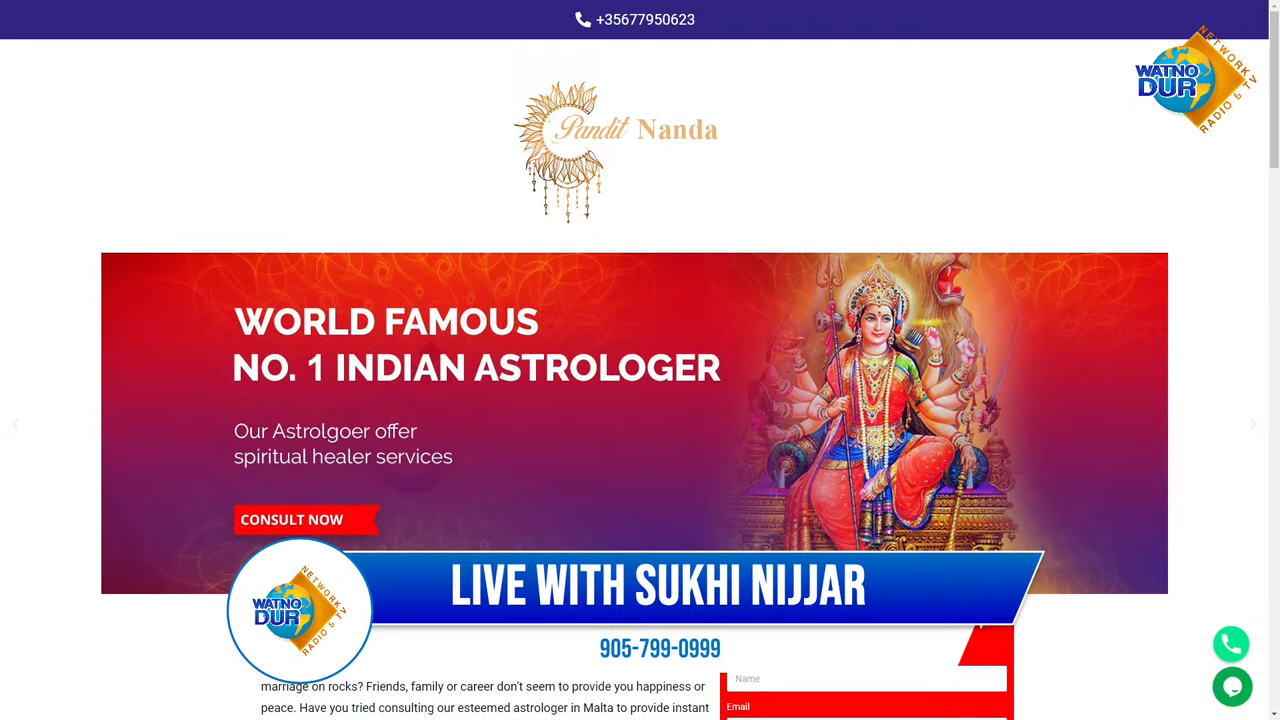 +35677950623
NETWORK
WATNO
DUR
RADIO & TV
Pandit Nanda
WORLD FAMOUS
NO. 1 INDIAN ASTROLOGER
Our Astrolgoer offer
spiritual healer services
CONSULT NOW
NETWORK
WATNO
DUR
RADIO & TV
LIVE WITH SUKHI NIJJAR
905-799-0999
marriage on rocks? Friends, family or career don't seem to provide you happiness or
peace. Have you tried consulting our esteemed astrologer in Malta to provide instant
Name
Email